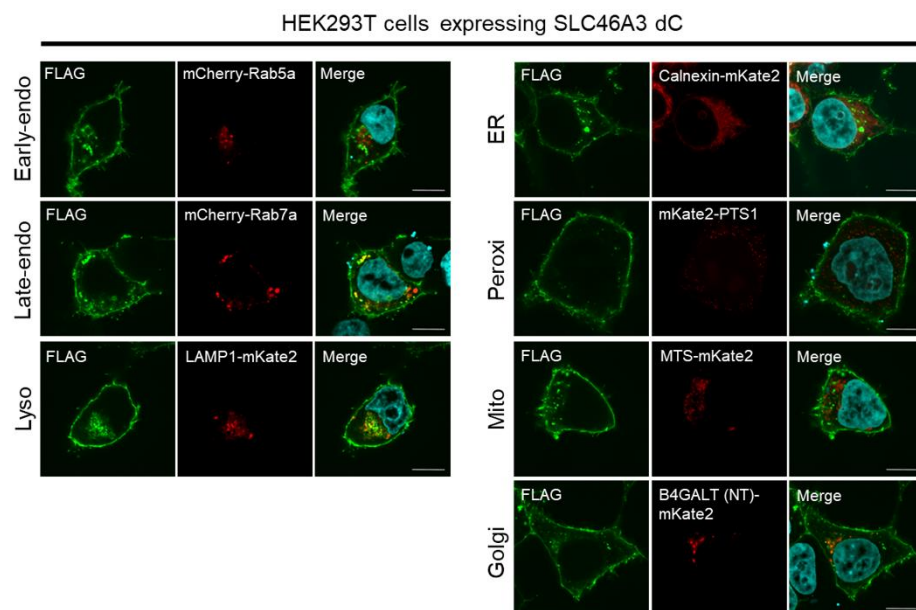 HEK293T cells expressing SLC46A3 dC
Early-endo
FLAG
mCherry-Rab5a
Merge
Late-endo
FLAG
mCherry-Rab7a
Merge
Lyso
FLAG
LAMP1-mKate2
Merge
ER
FLAG
Calnexin-mKate2
Merge
Peroxi
FLAG
mKate2-PTS1
Merge
Mito
FLAG
MTS-mKate2
Merge
Golgi
FLAG
B4GALT (NT)-
mKate2
Merge